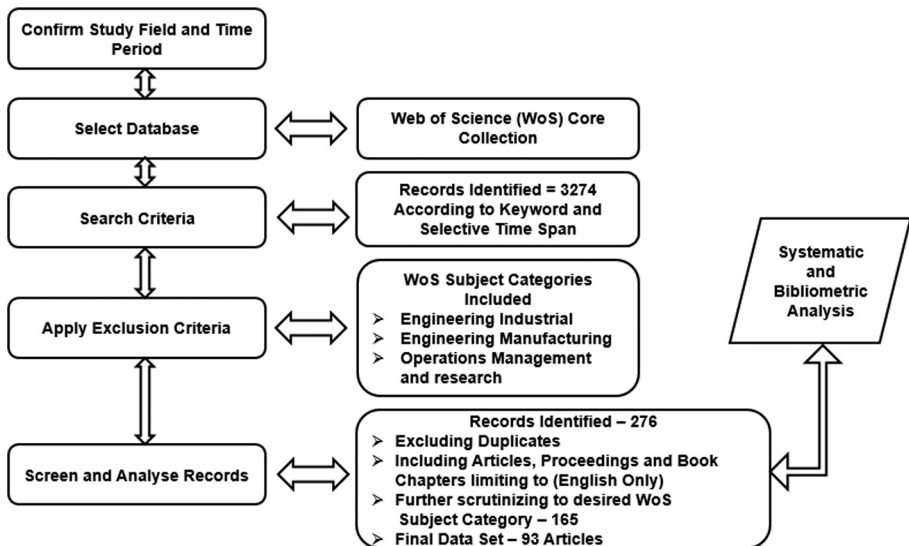 Confirm Study Field and Time
Period
Select Database
Web of Science (WoS) Core
Collection
Search Criteria
Records Identified = 3274
According to Keyword and
Selective Time Span
Apply Exclusion Criteria
WoS Subject Categories
Included
➢ Engineering Industrial
➢ Engineering Manufacturing
➢ Operations Management
and research
Screen and Analyse Records
Records Identified – 276
➢ Excluding Duplicates
➢ Including Articles, Proceedings and Book
Chapters limiting to (English Only)
➢ Further scrutinizing to desired WoS
Subject Category – 165
➢ Final Data Set – 93 Articles
Systematic
and
Bibliometric
Analysis